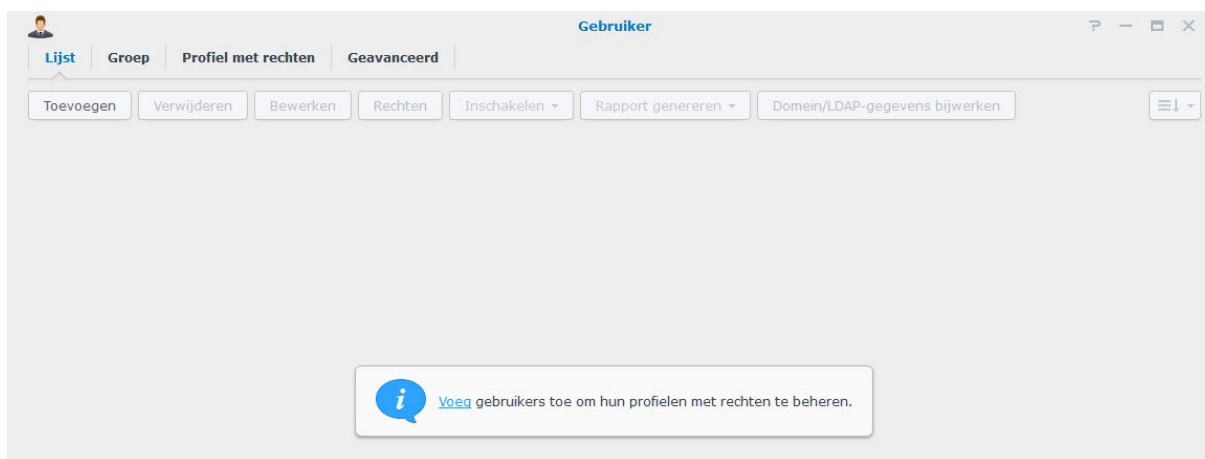 Gebruiker
Lijst Groep Profiel met rechten Geavanceerd
Toevoegen Verwijderen Bewerken Rechten Inschakelen Rapport genereren Domein/LDAP-gegevens bijwerken
Voeg gebruikers toe om hun profielen met rechten te beheren.